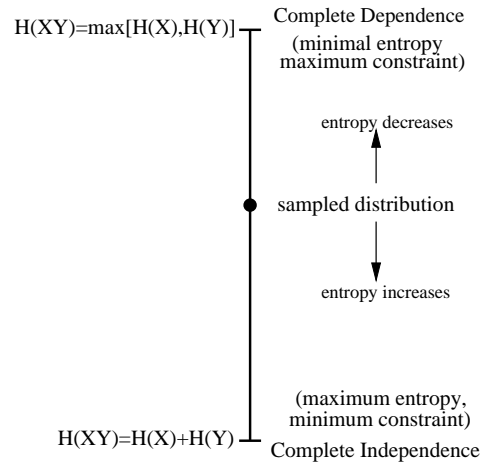 H(XY)=max[H(X),H(Y)]
Complete Dependence
(minimal entropy
maximum constraint)
entropy decreases
sampled distribution
entropy increases
(maximum entropy,
minimum constraint)
H(XY)=H(X)+H(Y)
Complete Independence